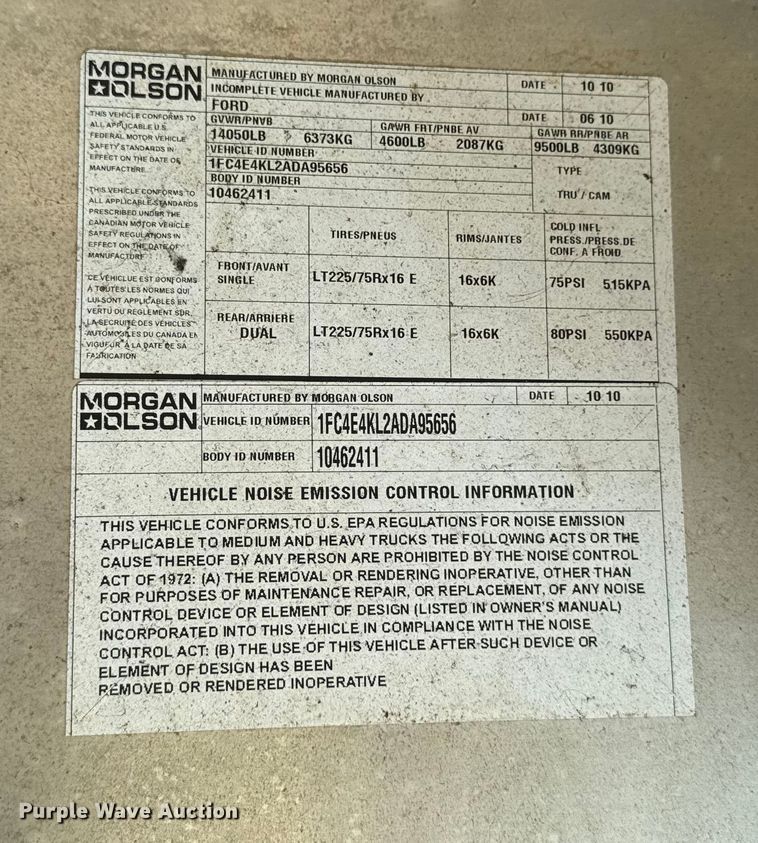 MORGAN
OLSON
MANUFACTURED BY MORGAN OLSON DATE 10 10
INCOMPLETE VEHICLE MANUFACTURED BY
FORD DATE 06 10
GVWR/PNVB GAWR FRT/PNBE AV GAWR RR/PNBE AR
14050LB 6373KG 4600LB 2087KG 9500LB 4309KG
VEHICLE ID NUMBER
1FC4E4KL2ADA95656 TYPE
BODY ID NUMBER
10462411 TRU / CAM
THIS VEHICLE CONFORMS TO
ALL APPLICABLE U.S.
FEDERAL MOTOR VEHICLE
SAFETY STANDARDS IN
EFFECT ON THE DATE OF
MANUFACTURE
THIS VEHICLE CONFORMS TO
ALL APPLICABLE STANDARDS
PRESCRIBED UNDER THE
CANADIAN MOTOR VEHICLE
SAFETY REGULATIONS IN
EFFECT ON THE DATE OF
MANUFACTURE
CE VÉHICLUE EST CONFORMS
A TOUTES LES NORMES QUI
LUI SONT APPLICABLES EN
VERTU DU REGLEMENT SUR
LA SECRUITE DES VÉHICLES
AUTOMOBILES DU CANADA EN
VIGUEUR A LA DATE DE SA
FABRICATION
TIRES/PNEUS RIMS/JANTES COLD INFL
PRESS./PRESS.DE
CONF. A FROID
FRONT/AVANT
SINGLE LT225/75Rx16 E 16x6K 75PSI 515KPA
REAR/ARRIERE
DUAL LT225/75Rx16 E 16x6K 80PSI 550KPA
MORGAN
OLSON
MANUFACTURED BY MORGAN OLSON DATE 10 10
VEHICLE ID NUMBER 1FC4E4KL2ADA95656
BODY ID NUMBER 10462411
VEHICLE NOISE EMISSION CONTROL INFORMATION
THIS VEHICLE CONFORMS TO U.S. EPA REGULATIONS FOR NOISE EMISSION
APPLICABLE TO MEDIUM AND HEAVY TRUCKS THE FOLLOWING ACTS OR THE
CAUSE THEREOF BY ANY PERSON ARE PROHIBITED BY THE NOISE CONTROL
ACT OF 1972: (A) THE REMOVAL OR RENDERING INOPERATIVE, OTHER THAN
FOR PURPOSES OF MAINTENANCE REPAIR, OR REPLACEMENT, OF ANY NOISE
CONTROL DEVICE OR ELEMENT OF DESIGN (LISTED IN OWNER'S MANUAL)
INCORPORATED INTO THIS VEHICLE IN COMPLIANCE WITH THE NOISE
CONTROL ACT: (B) THE USE OF THIS VEHICLE AFTER SUCH DEVICE OR
ELEMENT OF DESIGN HAS BEEN
REMOVED OR RENDERED INOPERATIVE
Purple Wave Auction